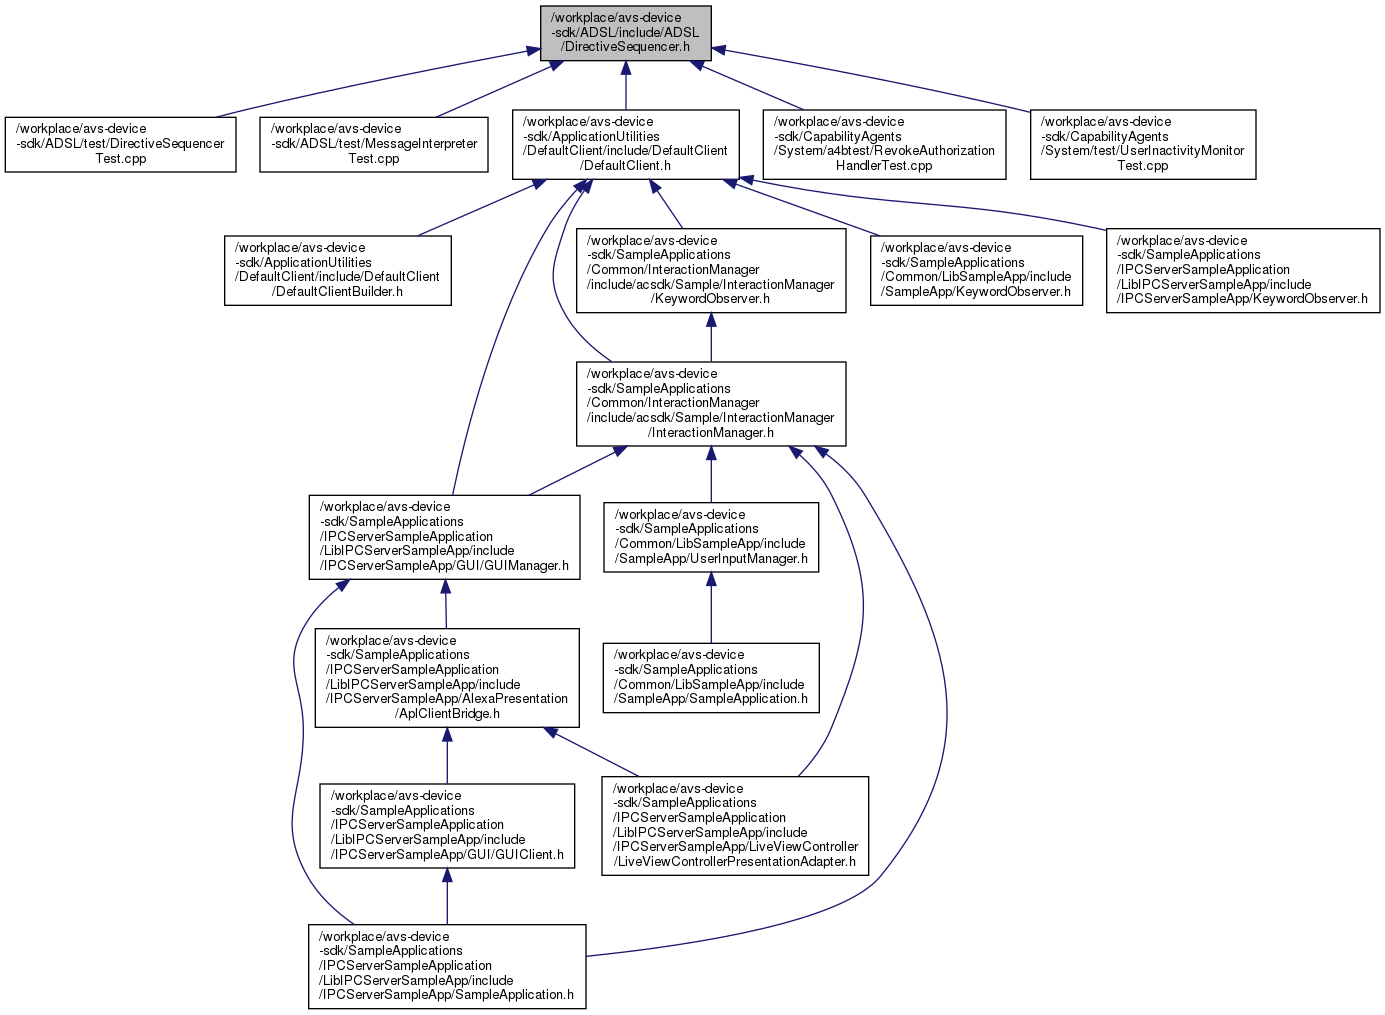 /workplace/avs-device
-sdk/ADSL/include/ADSL
/DirectiveSequencer.h
/workplace/avs-device
-sdk/ADSL/test/DirectiveSequencer
Test.cpp
/workplace/avs-device
-sdk/ADSL/test/MessageInterpreter
Test.cpp
/workplace/avs-device
-sdk/ApplicationUtilities
/DefaultClient/include/DefaultClient
/DefaultClient.h
/workplace/avs-device
-sdk/CapabilityAgents
/System/a4btest/RevokeAuthorization
HandlerTest.cpp
/workplace/avs-device
-sdk/CapabilityAgents
/System/test/UserInactivityMonitor
Test.cpp
/workplace/avs-device
-sdk/ApplicationUtilities
/DefaultClient/include/DefaultClient
/DefaultClientBuilder.h
/workplace/avs-device
-sdk/SampleApplications
/Common/InteractionManager
/include/acsdk/Sample/InteractionManager
/KeywordObserver.h
/workplace/avs-device
-sdk/SampleApplications
/Common/LibSampleApp/include
/SampleApp/KeywordObserver.h
/workplace/avs-device
-sdk/SampleApplications
/IPCServerSampleApplication
/LibIPCServerSampleApp/include
/IPCServerSampleApp/KeywordObserver.h
/workplace/avs-device
-sdk/SampleApplications
/Common/InteractionManager
/include/acsdk/Sample/InteractionManager
/InteractionManager.h
/workplace/avs-device
-sdk/SampleApplications
/IPCServerSampleApplication
/LibIPCServerSampleApp/include
/IPCServerSampleApp/GUI/GUIManager.h
/workplace/avs-device
-sdk/SampleApplications
/Common/LibSampleApp/include
/SampleApp/UserInputManager.h
/workplace/avs-device
-sdk/SampleApplications
/IPCServerSampleApplication
/LibIPCServerSampleApp/include
/IPCServerSampleApp/AlexaPresentation
/AplClientBridge.h
/workplace/avs-device
-sdk/SampleApplications
/Common/LibSampleApp/include
/SampleApp/SampleApplication.h
/workplace/avs-device
-sdk/SampleApplications
/IPCServerSampleApplication
/LibIPCServerSampleApp/include
/IPCServerSampleApp/GUI/GUIClient.h
/workplace/avs-device
-sdk/SampleApplications
/IPCServerSampleApplication
/LibIPCServerSampleApp/include
/IPCServerSampleApp/LiveViewController
/LiveViewControllerPresentationAdapter.h
/workplace/avs-device
-sdk/SampleApplications
/IPCServerSampleApplication
/LibIPCServerSampleApp/include
/IPCServerSampleApp/SampleApplication.h